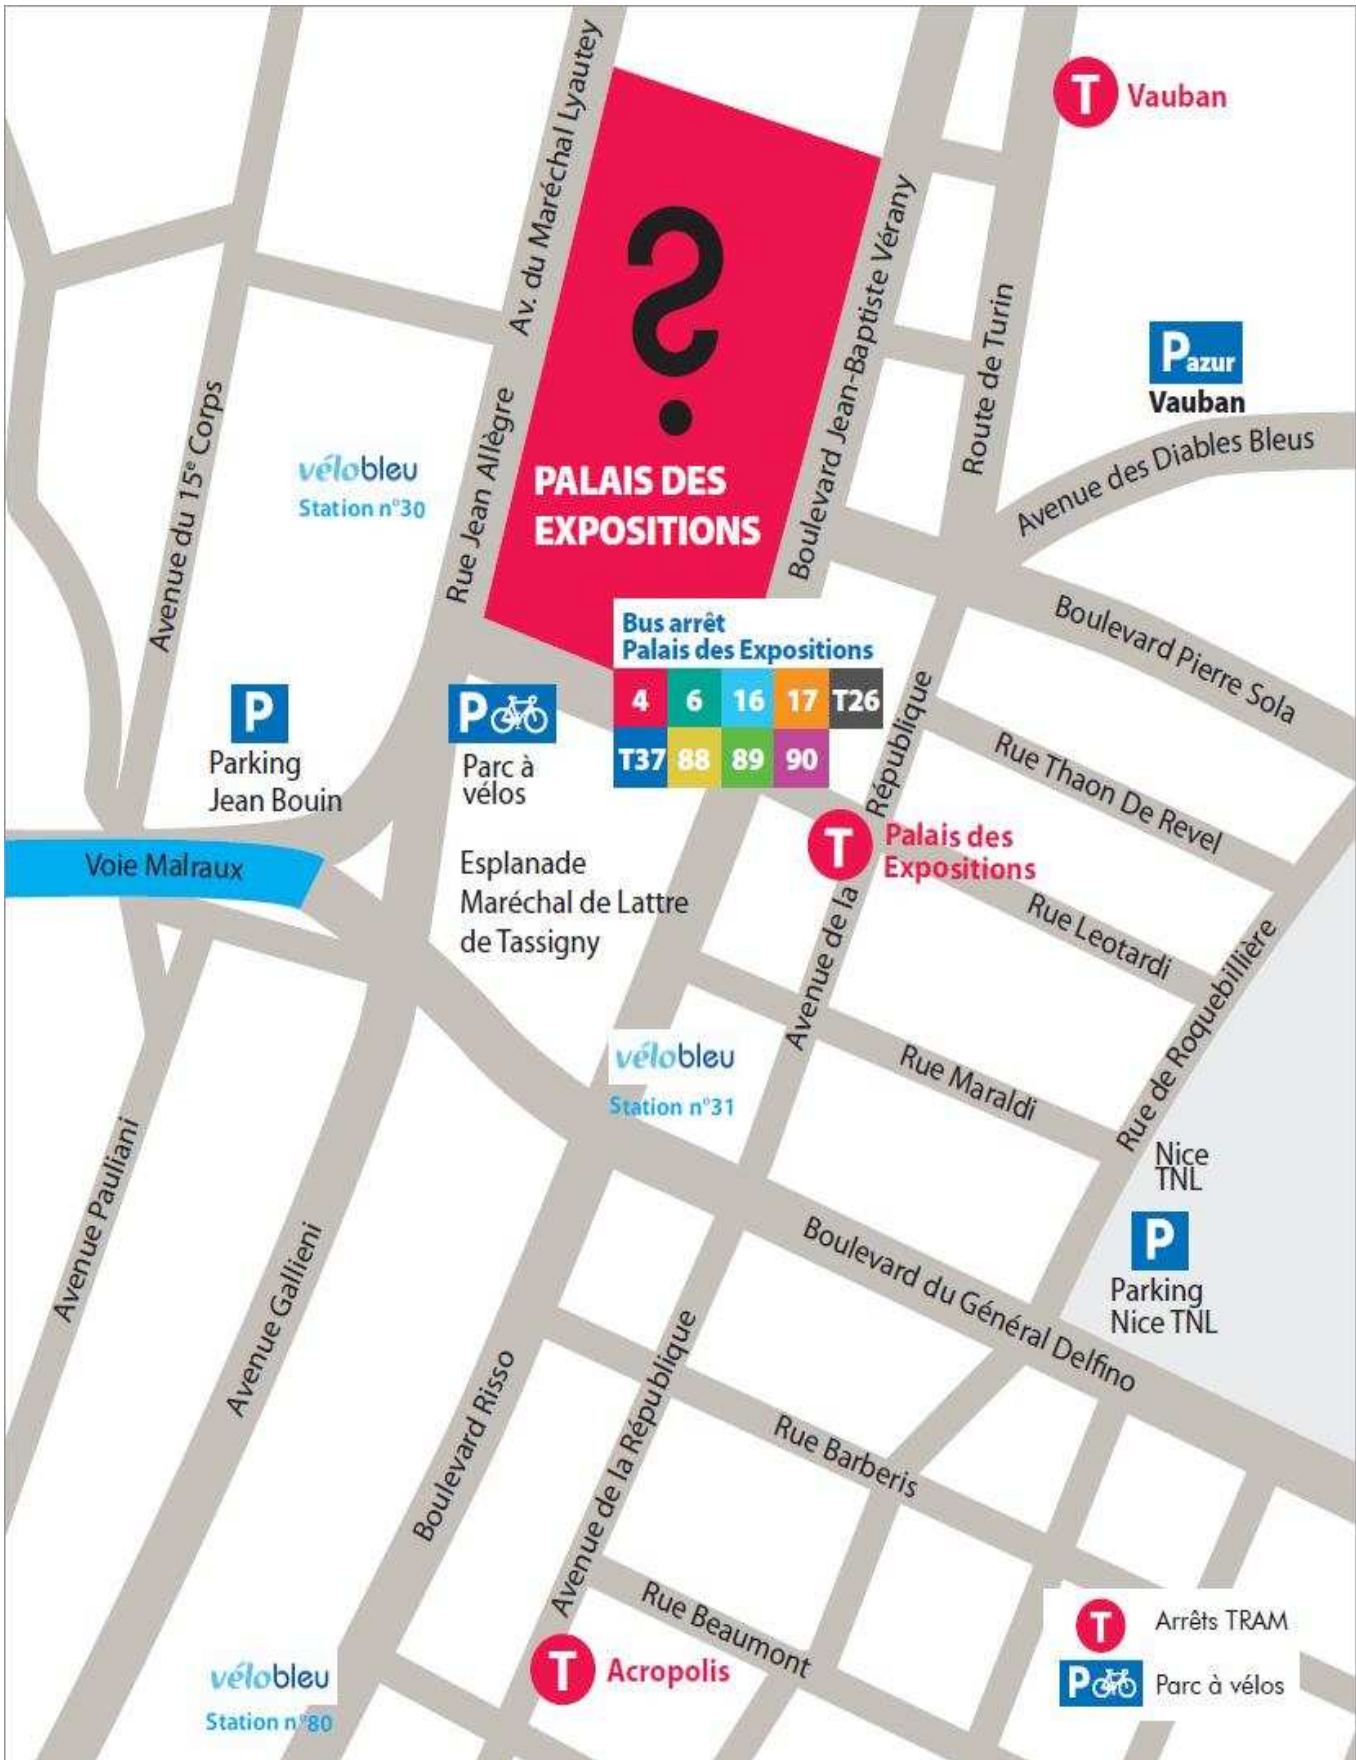 Av. du Maréchal Lyautey
T Vauban
?
Boulevard Jean-Baptiste Vérany
Route de Turin
Pazur
Vauban
Avenue des Diables Bleus
Avenue du 15e Corps
vélobleu
Station n°30
Rue Jean Allègre
PALAIS DES
EXPOSITIONS
Boulevard Pierre Sola
Bus arrêt
Palais des Expositions
4 6 16 17 T26
T37 88 89 90
P
Parking
Jean Bouin
P
Parc à
vélos
Rue Thaon De Revel
Voie Malraux
Esplanade
Maréchal de Lattre
de Tassigny
T Palais des
Expositions
Avenue de la République
Rue Leotardi
Rue de Roquebillière
vélobleu
Station n°31
Rue Maraldi
Nice
TNL
P
Parking
Nice TNL
Avenue Pauliani
Avenue Gallieni
Boulevard du Général Delfino
Boulevard Risso
Avenue de la République
Rue Barberis
Rue Beaumont
T Acropolis
vélobleu
Station n°80
T Arrêts TRAM
P Parc à vélos